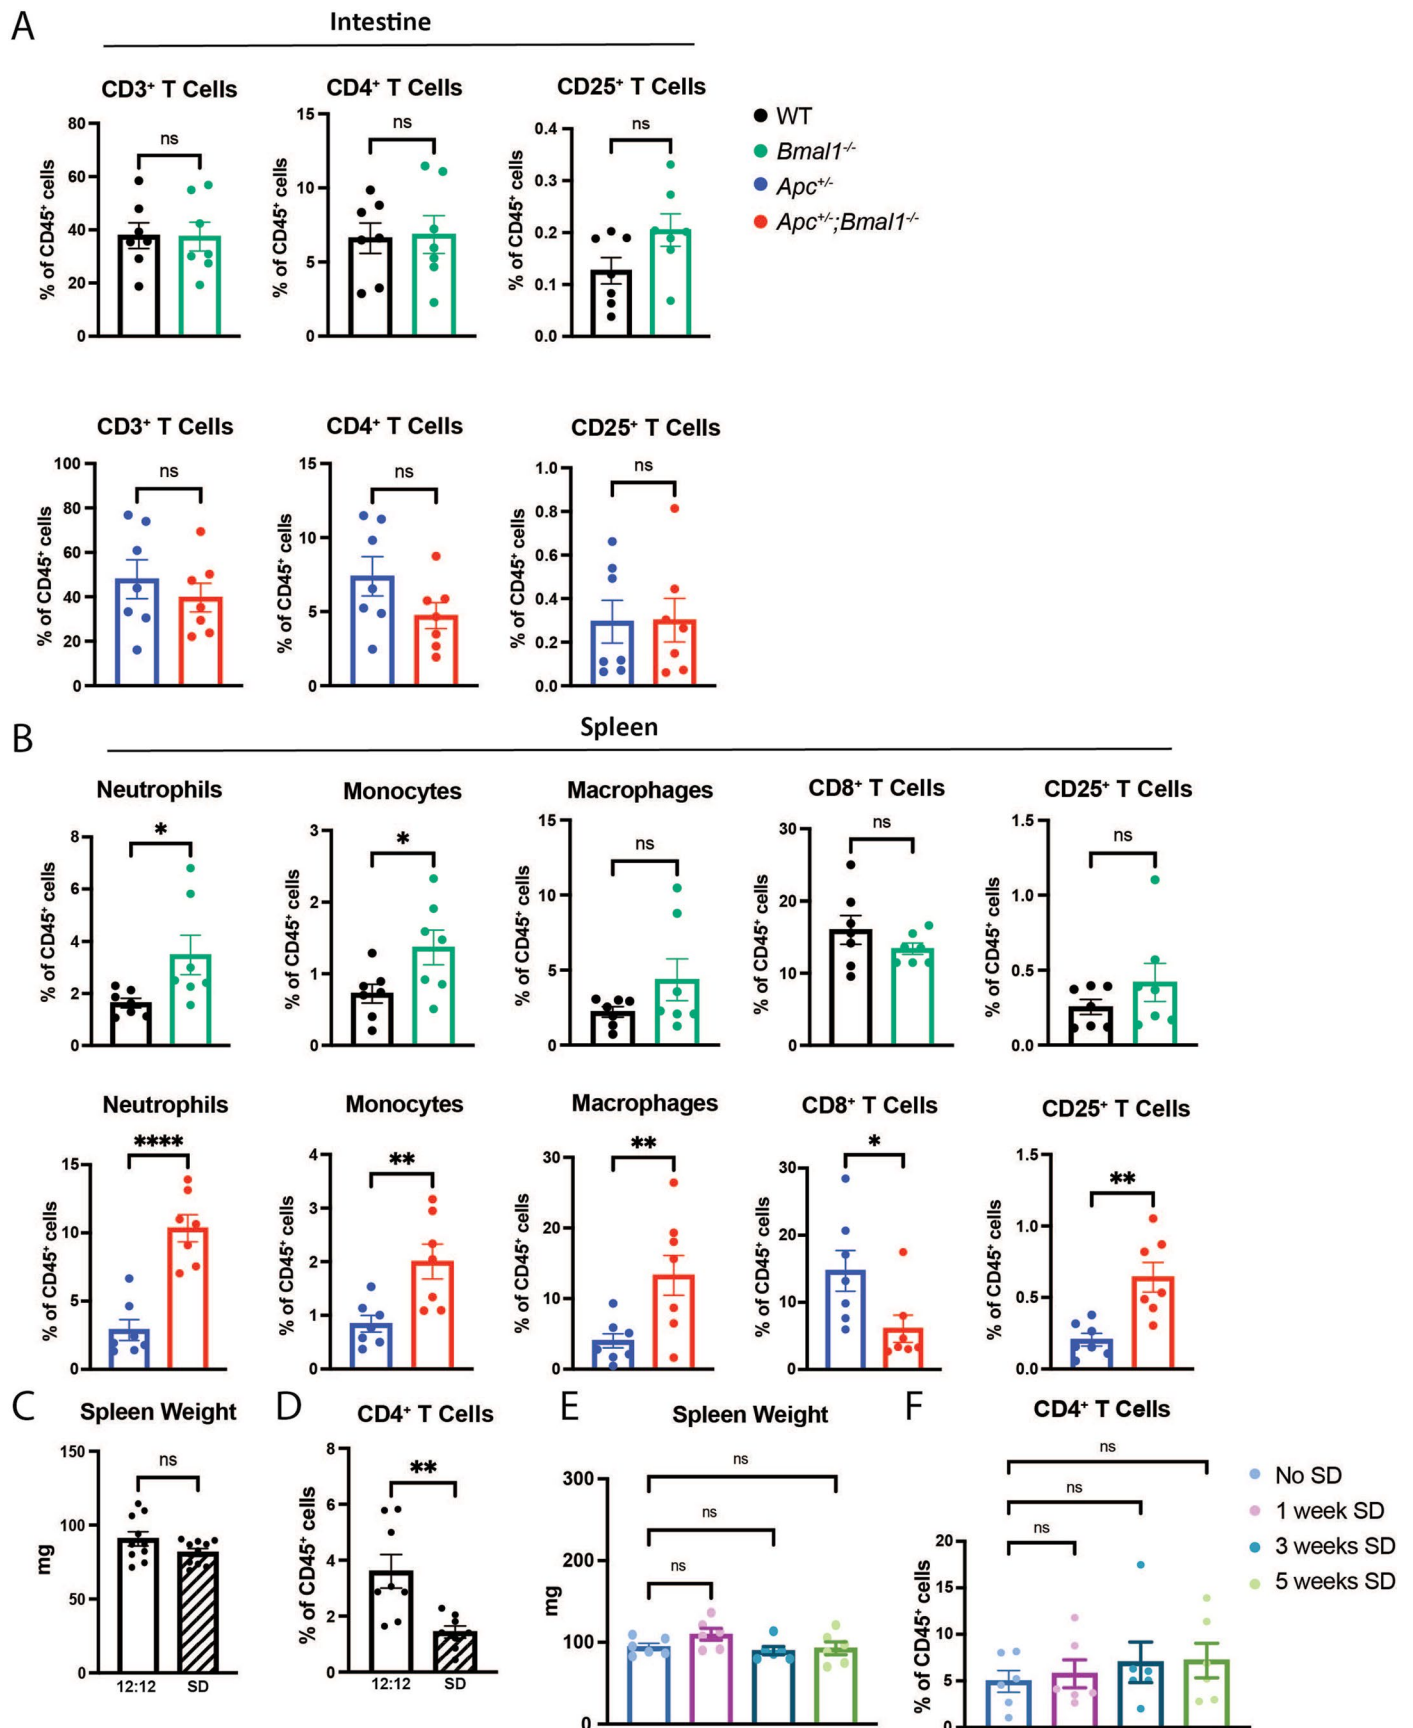 A
Intestine
CD3⁺ T Cells
CD4⁺ T Cells
CD25⁺ T Cells
% of CD45⁺ cells
80
60
40
20
0
ns
% of CD45⁺ cells
15
10
5
0
ns
% of CD45⁺ cells
0.4
0.3
0.2
0.1
0.0
ns
WT
Bmal1⁻/⁻
Apc⁺/⁻
Apc⁺/⁻;Bmal1⁻/⁻
CD3⁺ T Cells
CD4⁺ T Cells
CD25⁺ T Cells
% of CD45⁺ cells
100
80
60
40
20
0
ns
% of CD45⁺ cells
15
10
5
0
ns
% of CD45⁺ cells
1.0
0.8
0.6
0.4
0.2
0.0
ns
B
Spleen
Neutrophils
Monocytes
Macrophages
CD8⁺ T Cells
CD25⁺ T Cells
% of CD45⁺ cells
8
6
4
2
0
*
% of CD45⁺ cells
3
2
1
0
*
% of CD45⁺ cells
15
10
5
0
ns
% of CD45⁺ cells
30
20
10
0
ns
% of CD45⁺ cells
1.5
1.0
0.5
0.0
ns
Neutrophils
Monocytes
Macrophages
CD8⁺ T Cells
CD25⁺ T Cells
% of CD45⁺ cells
15
10
5
0
****
% of CD45⁺ cells
4
3
2
1
0
**
% of CD45⁺ cells
30
20
10
0
**
% of CD45⁺ cells
30
20
10
0
*
% of CD45⁺ cells
1.5
1.0
0.5
0.0
**
C
Spleen Weight
mg
150
100
50
0
ns
12:12
SD
D
CD4⁺ T Cells
% of CD45⁺ cells
8
6
4
2
0
**
12:12
SD
E
Spleen Weight
mg
300
200
100
0
ns
ns
ns
F
CD4⁺ T Cells
% of CD45⁺ cells
20
15
10
5
0
ns
ns
ns
No SD
1 week SD
3 weeks SD
5 weeks SD